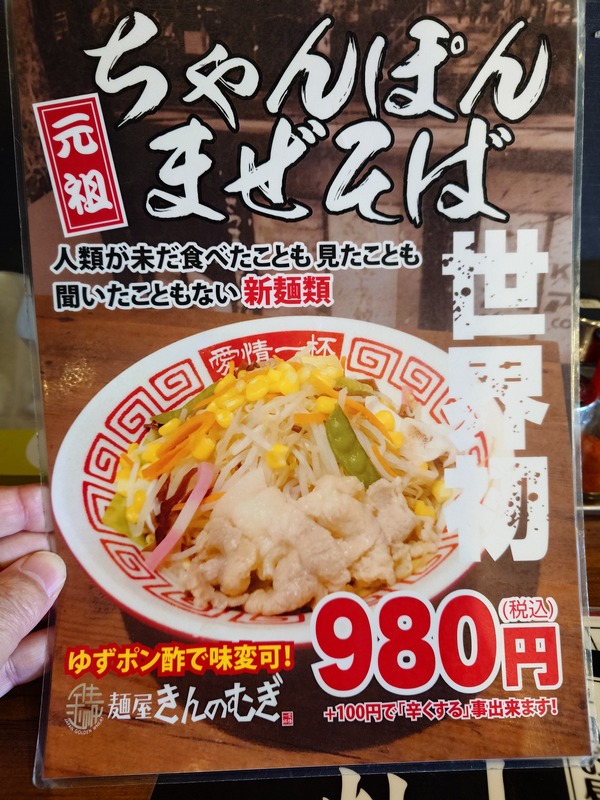 ちゃんぽん
元祖
まぜそば
人類が未だ食べたことも見たことも
聞いたこともない新麺類
世界初
愛情一杯
980円
(税込)
ゆずポン酢で味変可!
麺屋きんのむぎ
+100円で「辛くする」事出来ます!